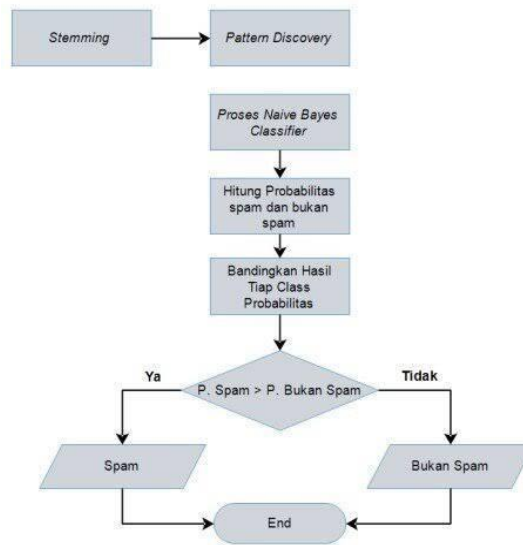 Stemming
Pattern Discovery
Proses Naive Bayes
Classifier
Hitung Probabilitas
spam dan bukan
spam
Bandingkan Hasil
Tiap Class
Probabilitas
Ya
P. Spam > P. Bukan Spam
Tidak
Spam
Bukan Spam
End